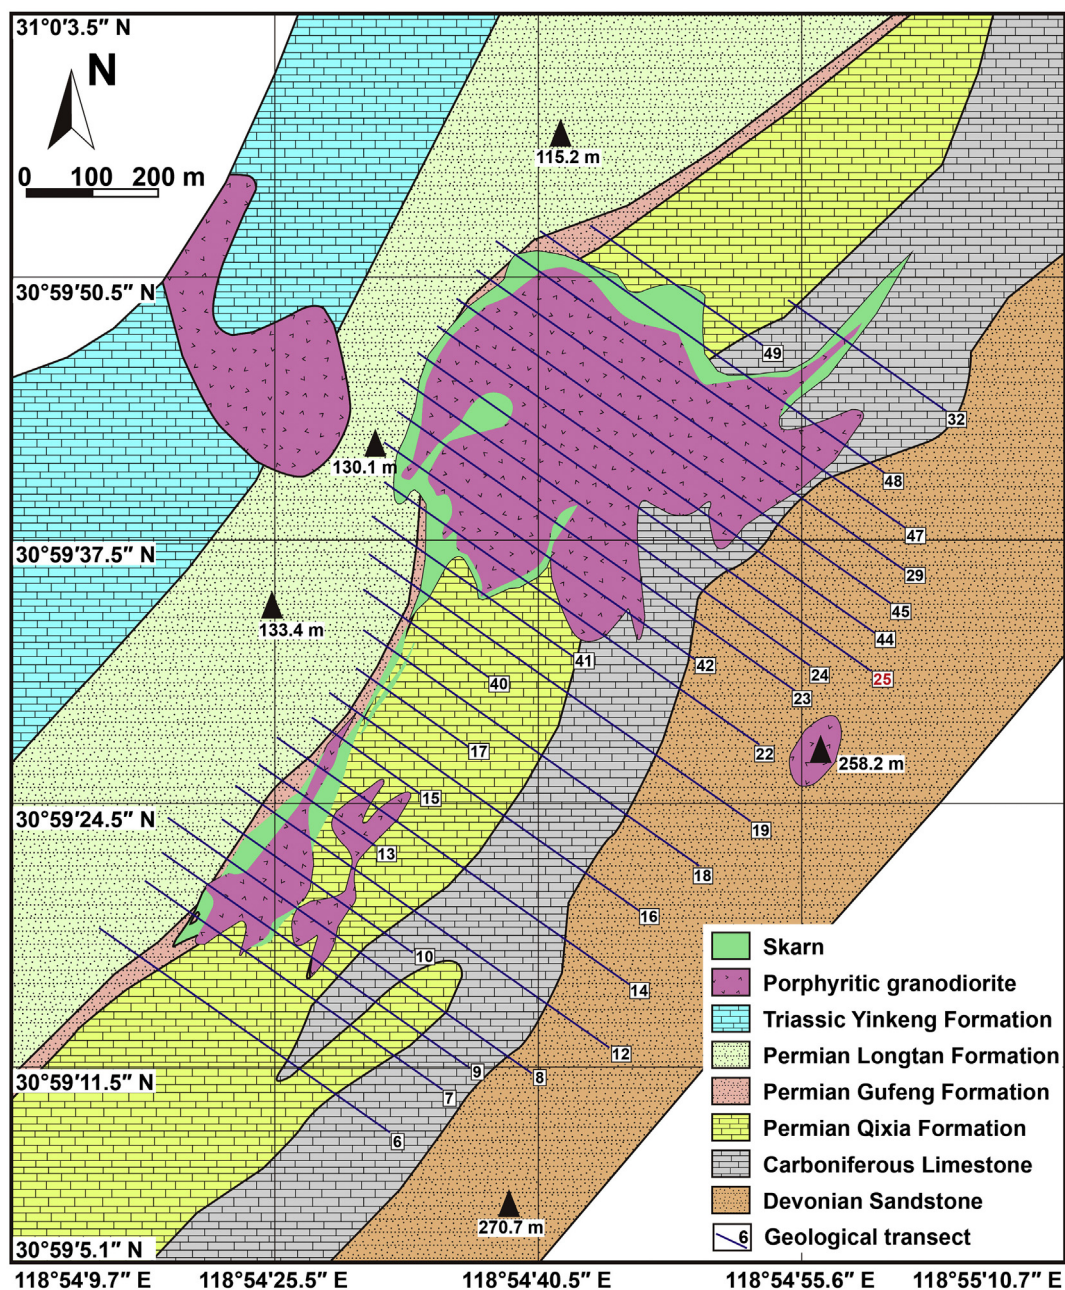 31°0′3.5″ N
N
0 100 200 m
115.2 m
30°59′50.5″ N
49
32
130.1 m
48
47
30°59′37.5″ N
29
45
133.4 m
44
41
42
24
25
40
23
17
22
258.2 m
15
30°59′24.5″ N
19
13
18
16
Skarn
10
Porphyritic granodiorite
14
Triassic Yinkeng Formation
12
Permian Longtan Formation
9
8
30°59′11.5″ N
7
Permian Gufeng Formation
6
Permian Qixia Formation
Carboniferous Limestone
Devonian Sandstone
270.7 m
6 Geological transect
30°59′5.1″ N
118°54′9.7″ E 118°54′25.5″ E 118°54′40.5″ E 118°54′55.6″ E 118°55′10.7″ E